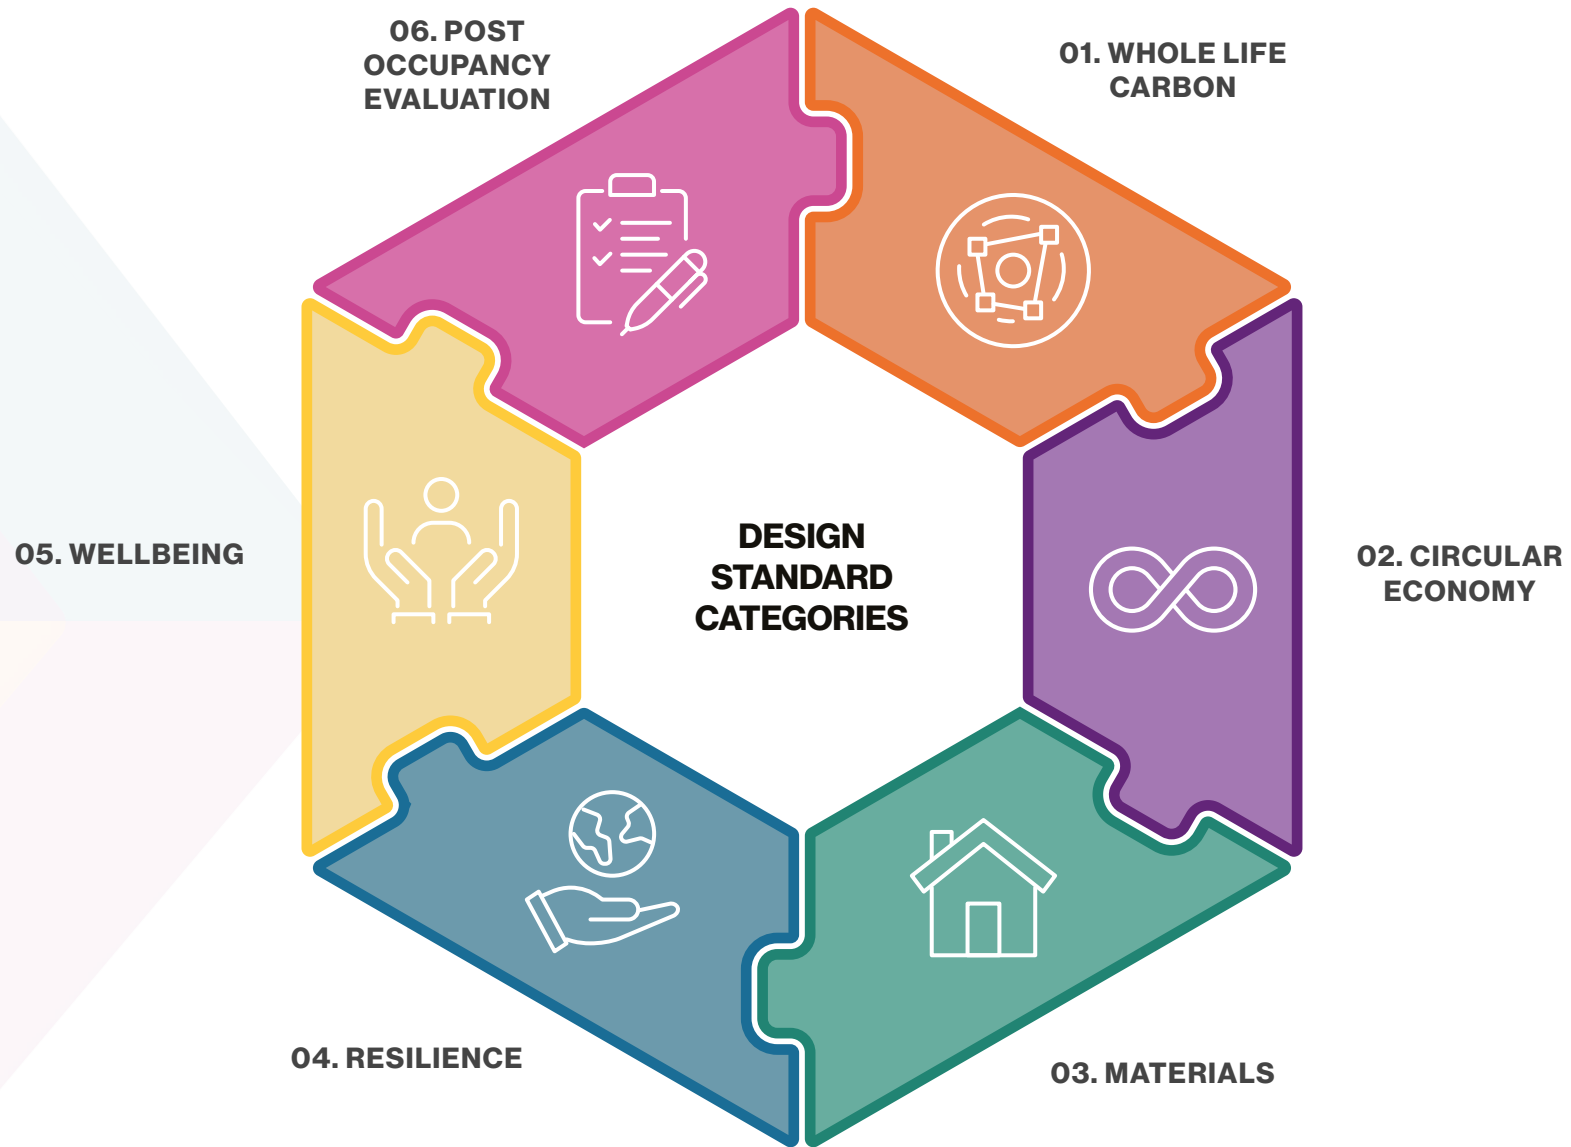 06. POST
OCCUPANCY
EVALUATION
01. WHOLE LIFE
CARBON
05. WELLBEING
DESIGN
STANDARD
CATEGORIES
02. CIRCULAR
ECONOMY
04. RESILIENCE
03. MATERIALS